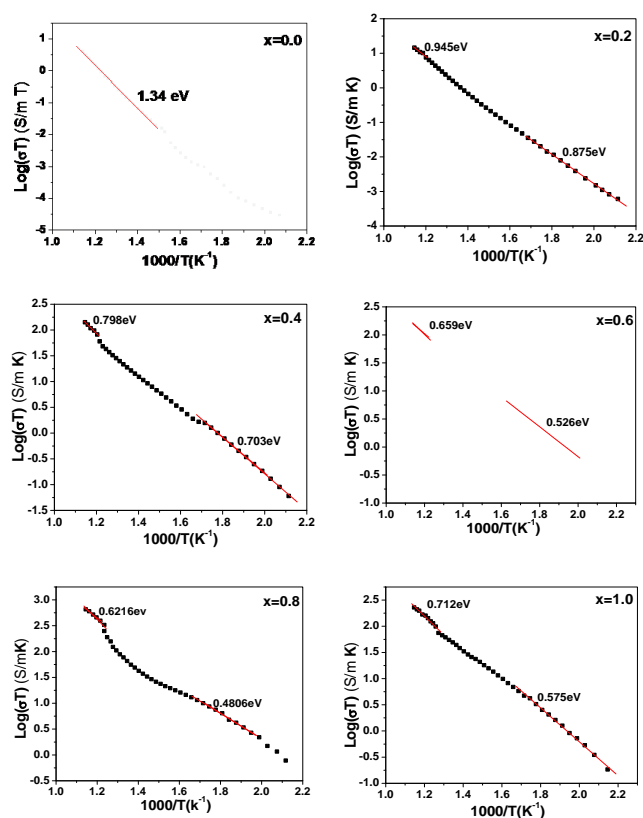 x=0.0
1
0
-1
-2
-3
-4
-5
Log(σT) (S/m T)
1.34 eV
1.0 1.2 1.4 1.6 1.8 2.0 2.2
1000/T(K⁻¹)
x=0.2
2
1
0
-1
-2
-3
-4
Log(σT) (S/m K)
0.945eV
0.875eV
1.0 1.2 1.4 1.6 1.8 2.0 2.2
1000/T(K⁻¹)
x=0.4
2.5
2.0
1.5
1.0
0.5
0.0
-0.5
-1.0
-1.5
Log(σT) (S/m K)
0.798eV
0.703eV
1.0 1.2 1.4 1.6 1.8 2.0 2.2
1000/T(K⁻¹)
x=0.6
2.5
2.0
1.5
1.0
0.5
0.0
-0.5
-1.0
Log(σT) (S/m K)
0.659eV
0.526eV
1.0 1.2 1.4 1.6 1.8 2.0 2.2
1000/T(K⁻¹)
x=0.8
3.0
2.5
2.0
1.5
1.0
0.5
0.0
-0.5
Log(σT) (S/mK)
0.6216ev
0.4806eV
1.0 1.2 1.4 1.6 1.8 2.0 2.2
1000/T(k⁻¹)
x=1.0
2.5
2.0
1.5
1.0
0.5
0.0
-0.5
-1.0
Log(σT) (S/m K)
0.712eV
0.575eV
1.0 1.2 1.4 1.6 1.8 2.0 2.2
1000/T(K⁻¹)